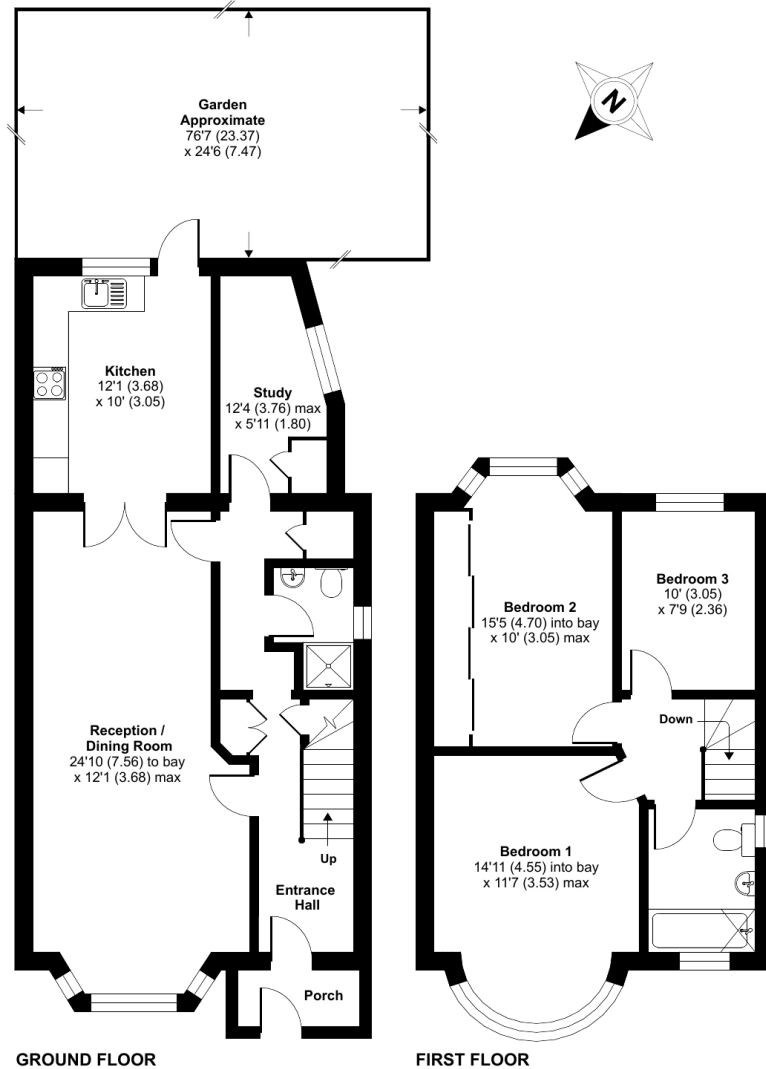 Garden
Approximate
76'7 (23.37)
x 24'6 (7.47)
N
Kitchen
12'1 (3.68)
x 10' (3.05)
Study
12'4 (3.76) max
x 5'11 (1.80)
Reception /
Dining Room
24'10 (7.56) to bay
x 12'1 (3.68) max
Up
Entrance
Hall
Porch
Bedroom 2
15'5 (4.70) into bay
x 10' (3.05) max
Bedroom 3
10' (3.05)
x 7'9 (2.36)
Down
Bedroom 1
14'11 (4.55) into bay
x 11'7 (3.53) max
GROUND FLOOR
FIRST FLOOR